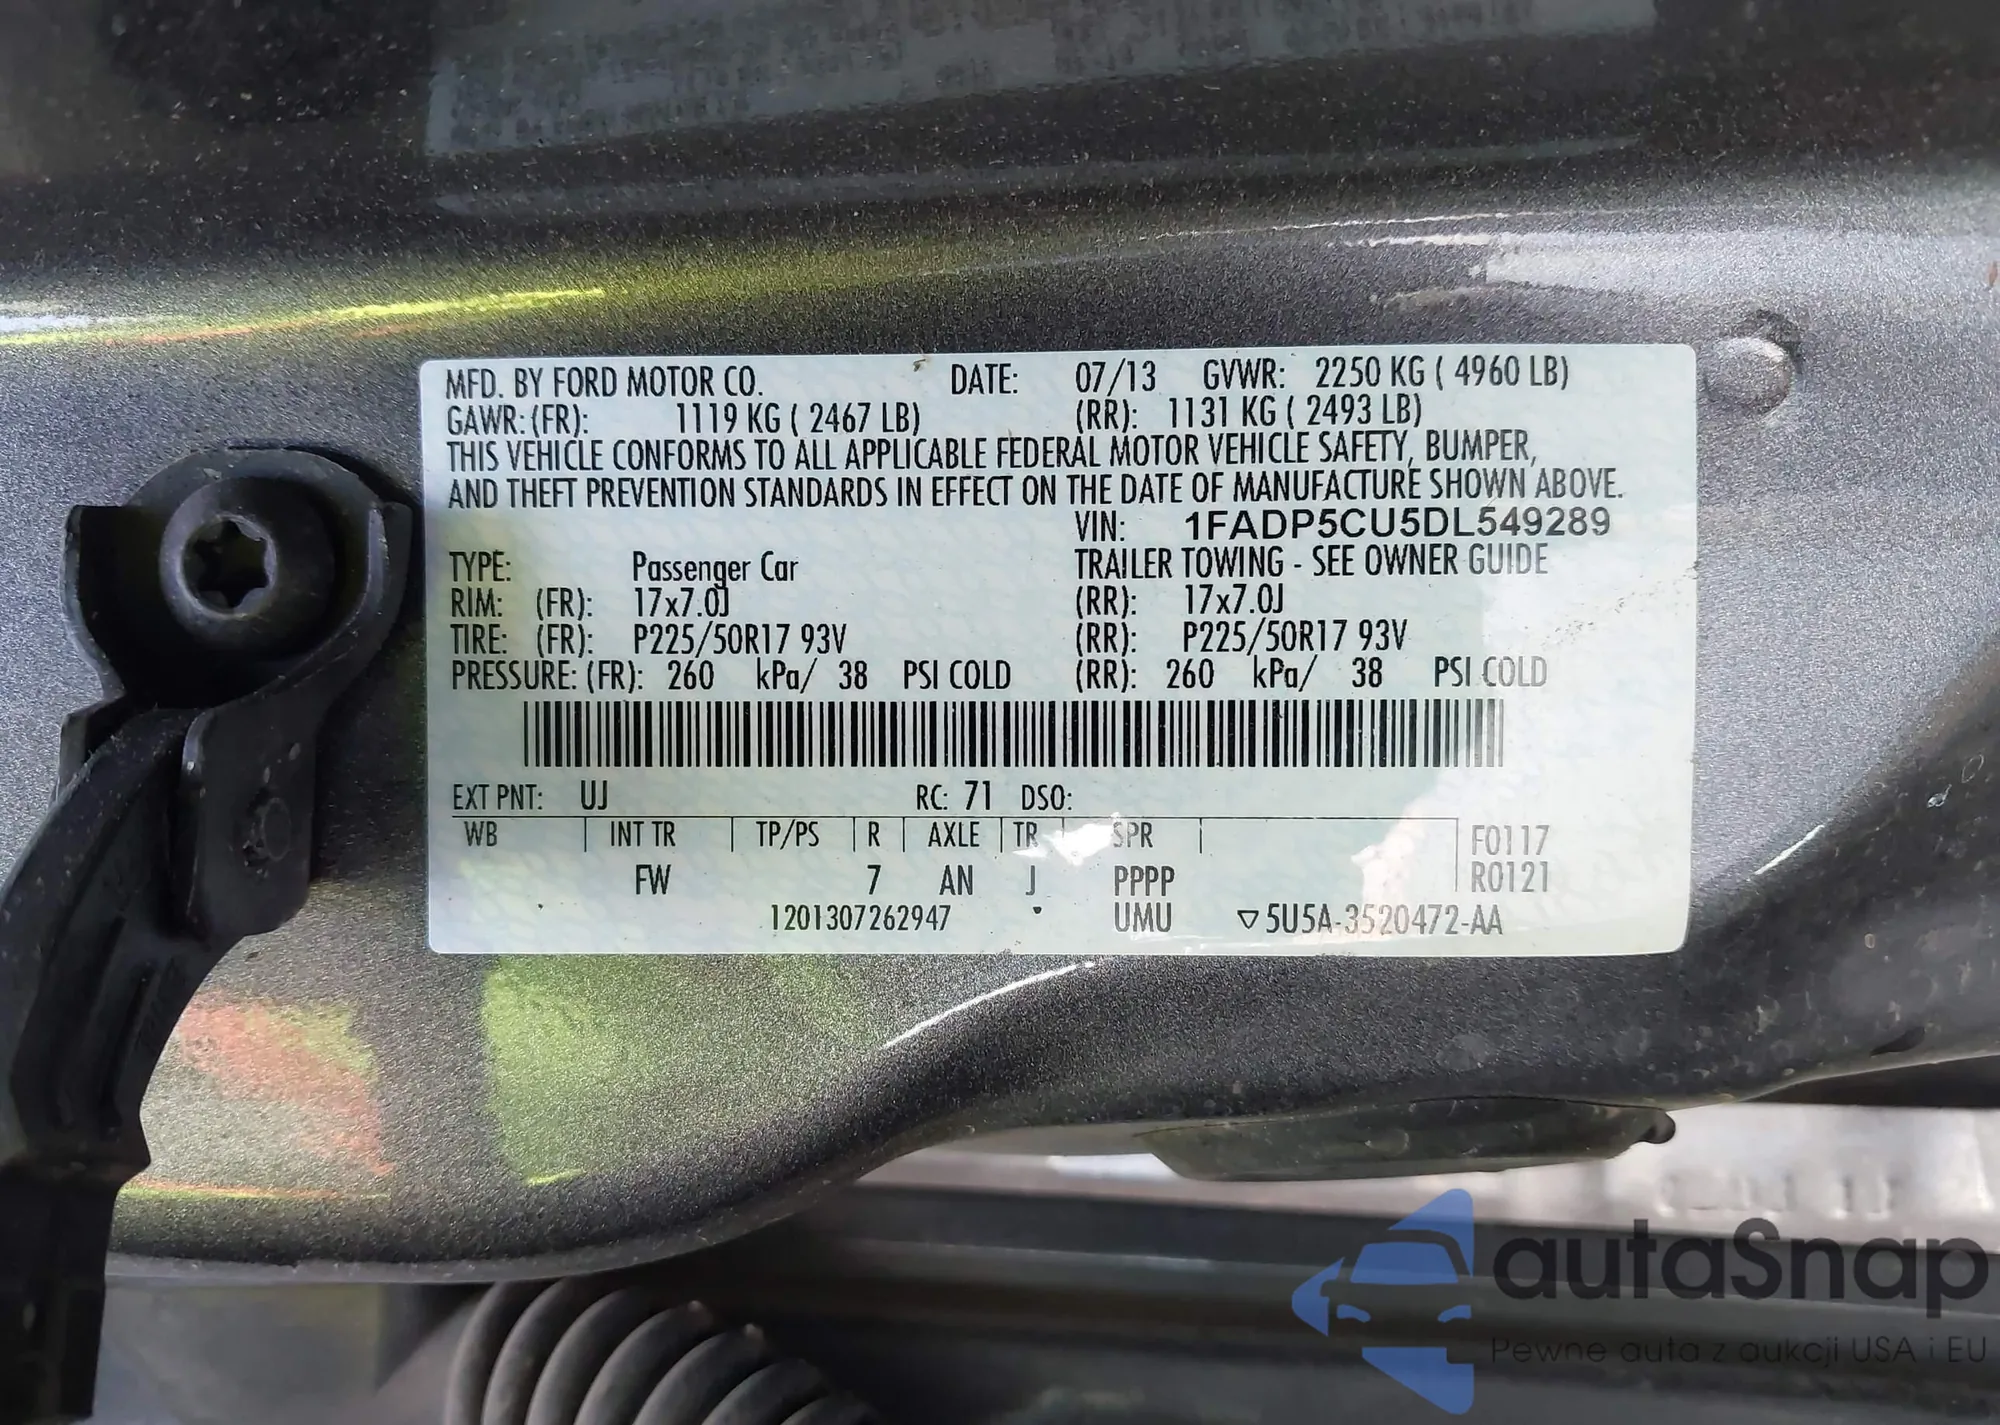 MFD. BY FORD MOTOR CO. DATE: 07/13 GVWR: 2250 KG ( 4960 LB)
GAWR: (FR): 1119 KG ( 2467 LB) (RR): 1131 KG ( 2493 LB)
THIS VEHICLE CONFORMS TO ALL APPLICABLE FEDERAL MOTOR VEHICLE SAFETY, BUMPER,
AND THEFT PREVENTION STANDARDS IN EFFECT ON THE DATE OF MANUFACTURE SHOWN ABOVE.
VIN: 1FADP5CU5DL549289
TYPE: Passenger Car TRAILER TOWING - SEE OWNER GUIDE
RIM: (FR): 17x7.0J (RR): 17x7.0J
TIRE: (FR): P225/50R17 93V (RR): P225/50R17 93V
PRESSURE: (FR): 260 kPa/ 38 PSI COLD (RR): 260 kPa/ 38 PSI COLD
EXT PNT: UJ RC: 71 DSO:
WB INT TR TP/PS R AXLE TR SPR F0117
FW 7 AN J PPPP R0121
1201307262947 UMU ▽5U5A-3520472-AA
autaSnap
Pewne auta z aukcji USA i EU